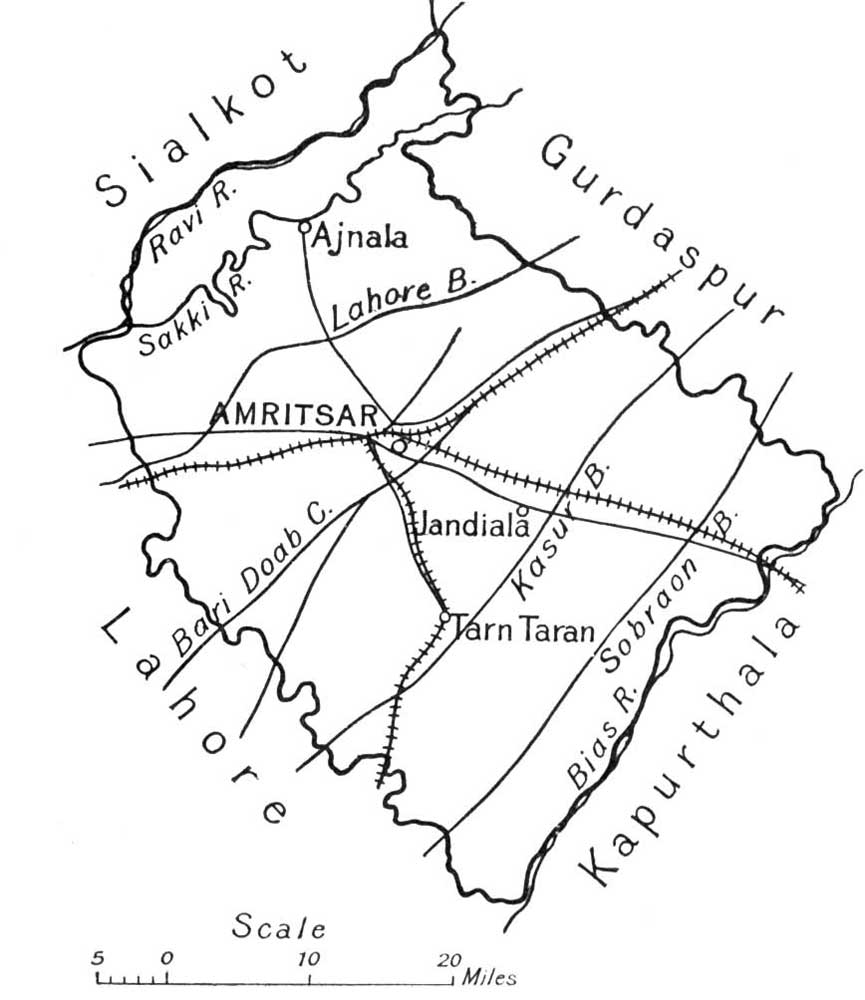 Sialkot
Gurdaspur
Ravi R.
Ajnala
Sakki R.
Lahore B.
AMRITSAR
Jandiala
Kasur B.
Bari Doab C.
Sobraon B.
Tarn Taran
Lahore
Bias R.
Kapurthala
Scale
5 0 10 20 Miles